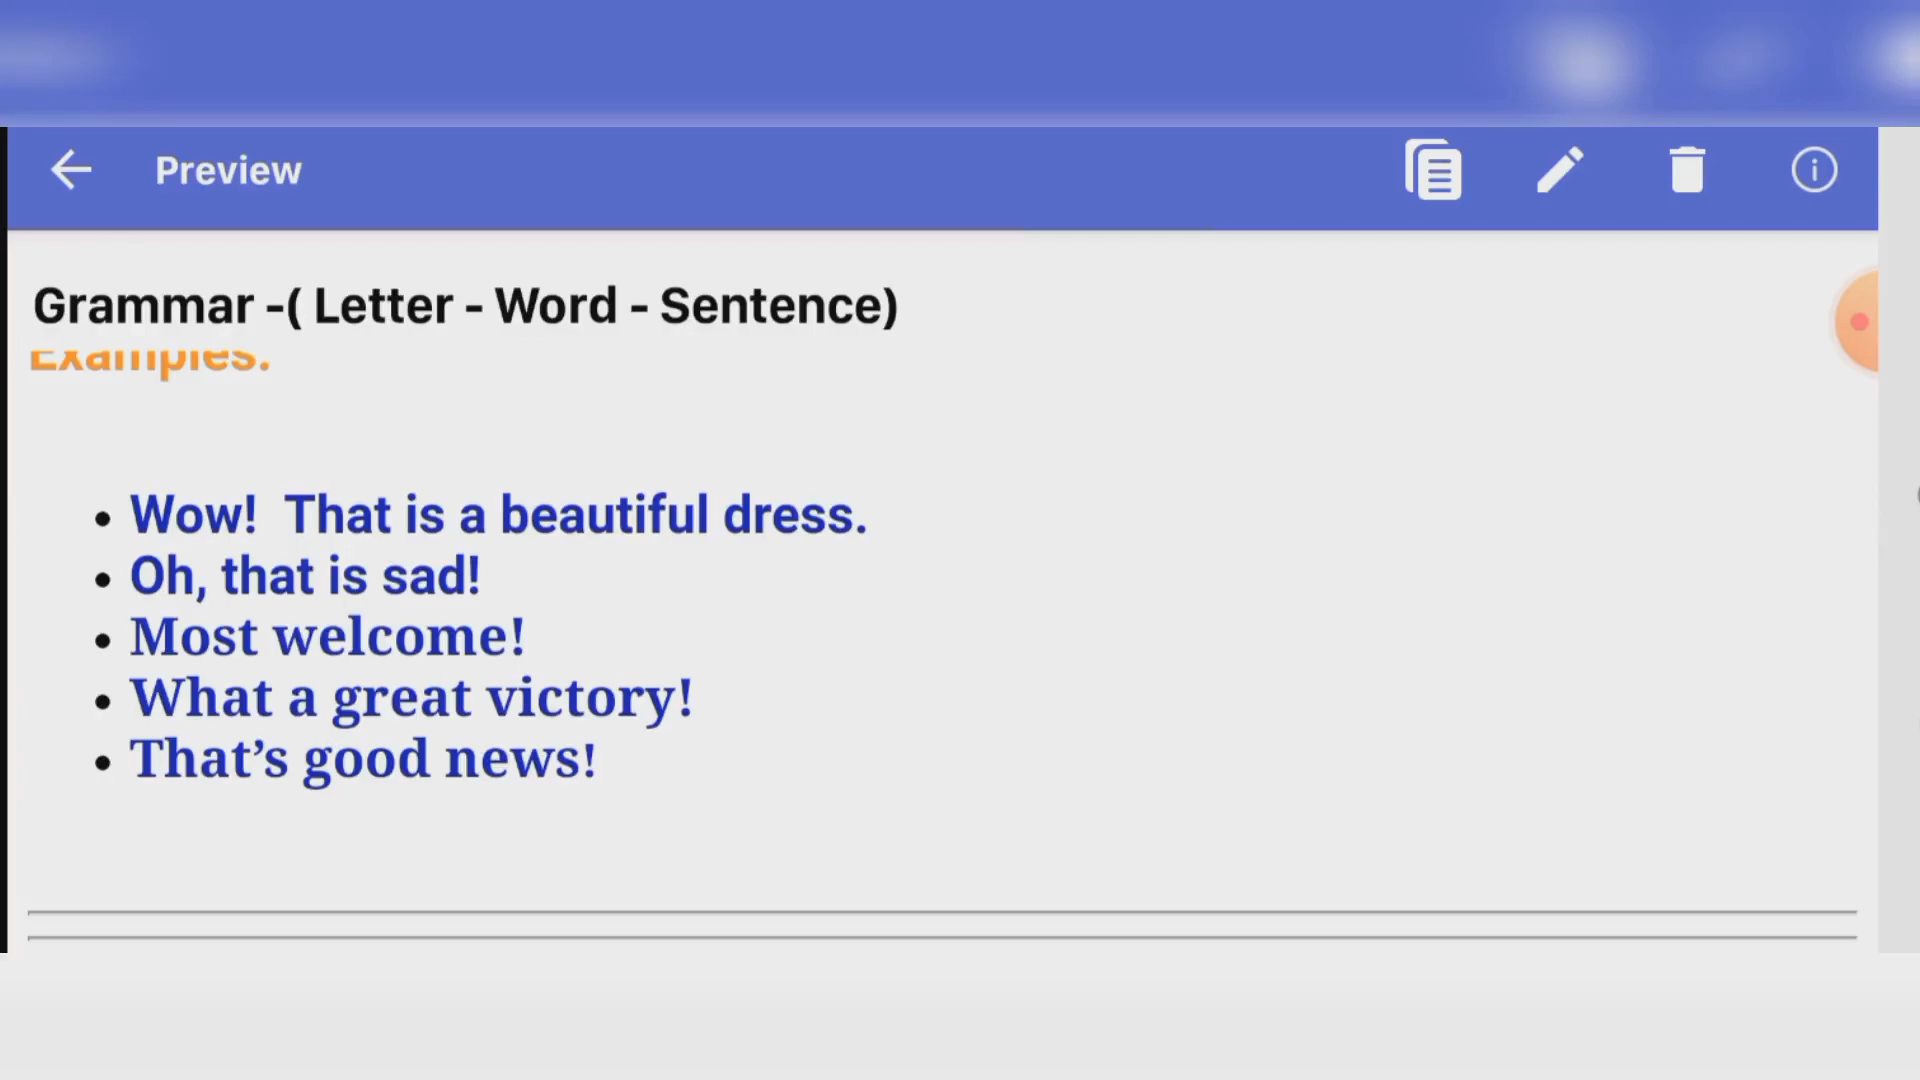 Preview
Grammar -( Letter - Word - Sentence)
Examples.
Wow!  That is a beautiful dress.
Oh, that is sad!
Most welcome!
What a great victory!
That’s good news!